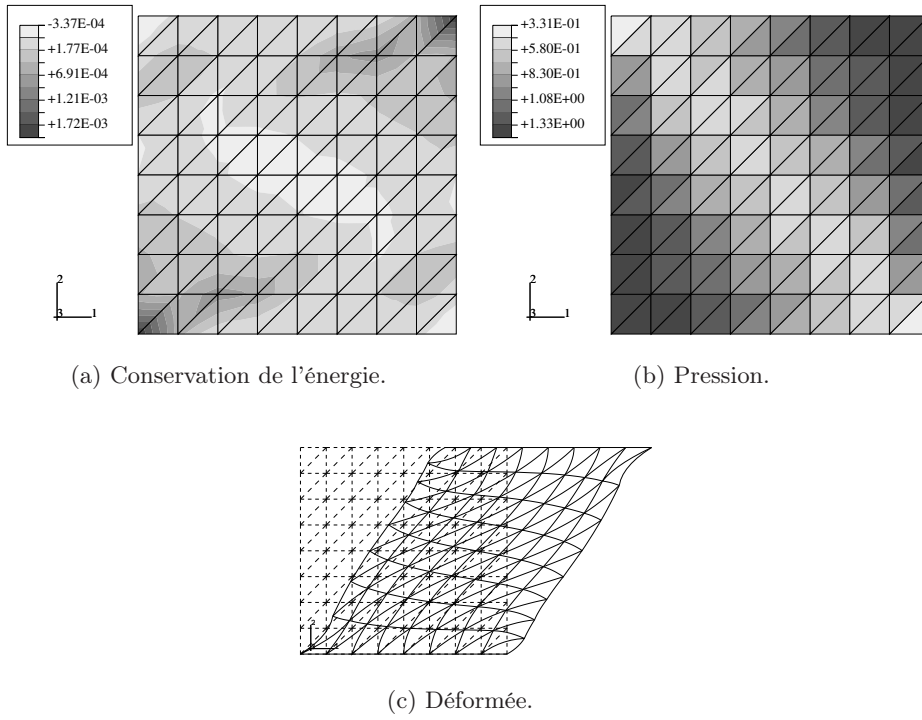 -3.37E-04
+1.77E-04
+6.91E-04
+1.21E-03
+1.72E-03
2
3
1
(a) Conservation de l'énergie.
+3.31E-01
+5.80E-01
+8.30E-01
+1.08E+00
+1.33E+00
2
3
1
(b) Pression.
2
(c) Déformée.